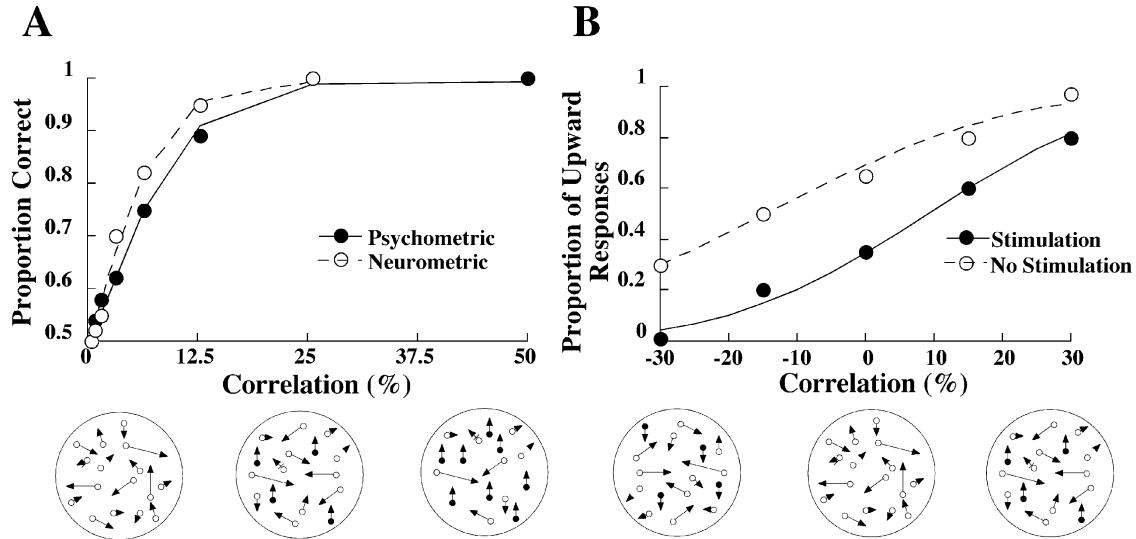 A
Proportion Correct
1
0.9
0.8
0.7
0.6
0.5
Psychometric
Neurometric
0
12.5
25
37.5
50
Correlation (%)
B
Proportion of Upward
Responses
1
0.8
0.6
0.4
0.2
0
Stimulation
No Stimulation
-30
-20
-10
0
10
20
30
Correlation (%)